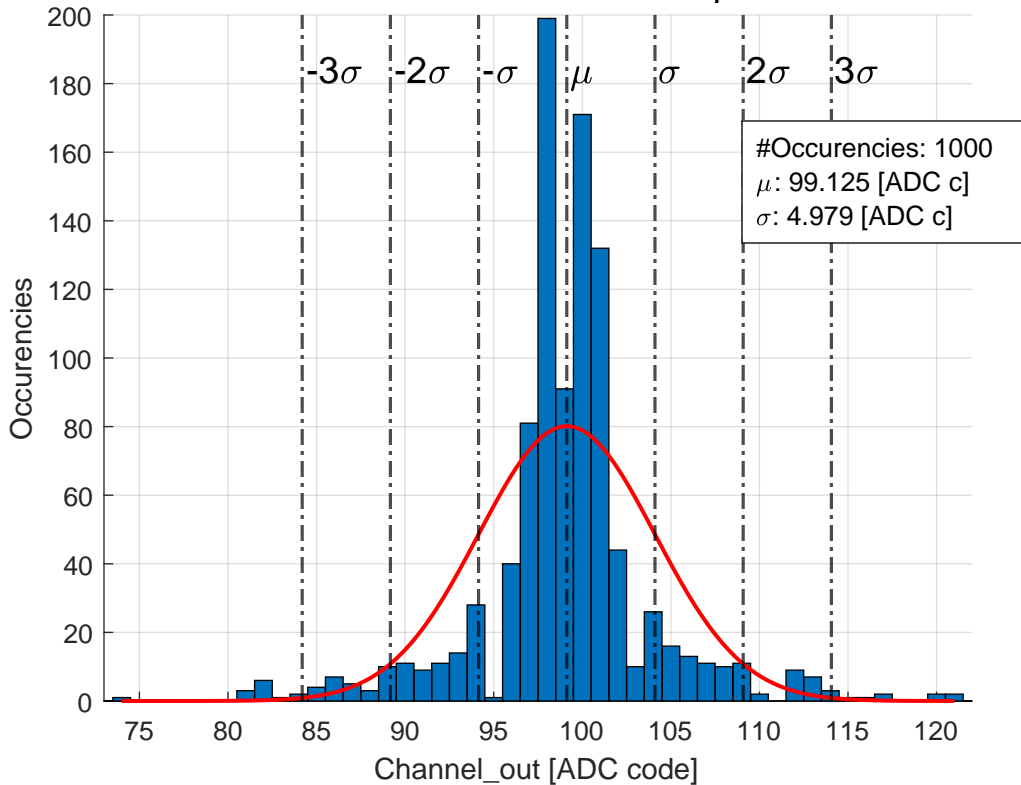 200
180
160
140
120
100
80
60
40
20
0
Occurencies
-3σ -2σ -σ μ σ 2σ 3σ
#Occurencies: 1000
μ: 99.125 [ADC c]
σ: 4.979 [ADC c]
75 80 85 90 95 100 105 110 115 120
Channel_out [ADC code]